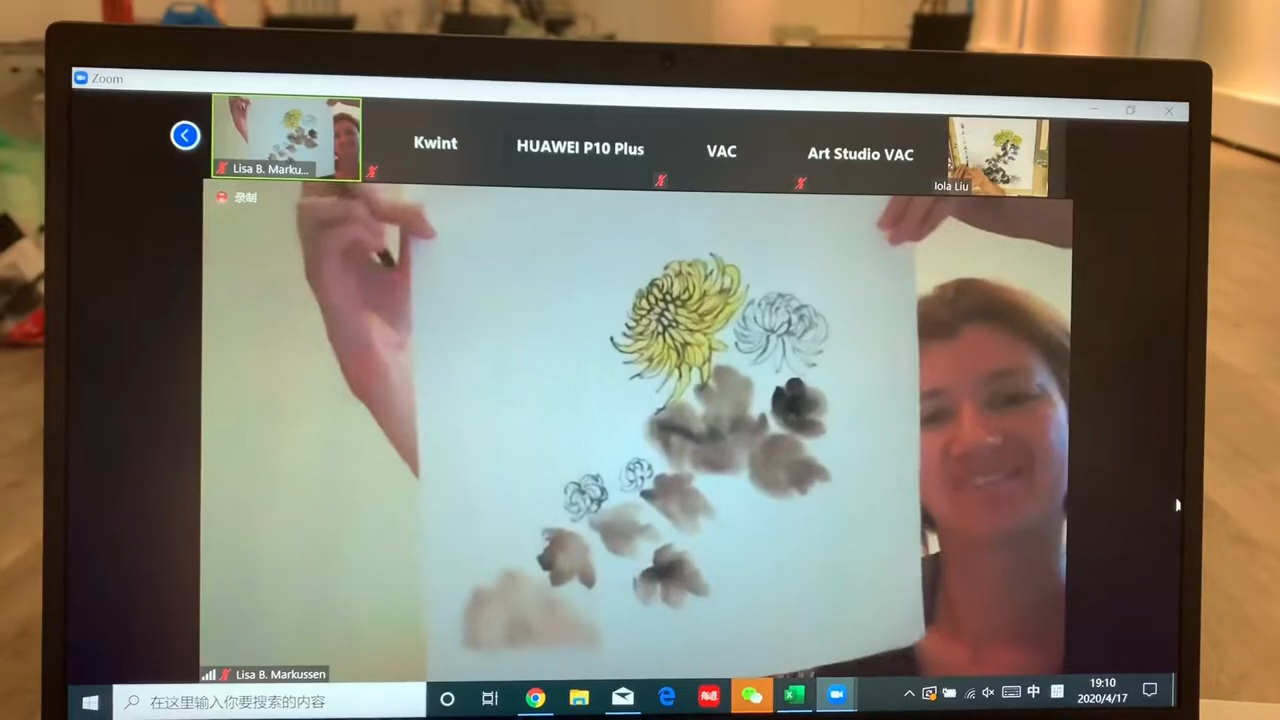 Zoom
Lisa B. Marku...
Kwint
HUAWEI P10 Plus
VAC
Art Studio VAC
Iola Liu
录制
Lisa B. Markussen
在这里输入你要搜索的内容
中
19:10
2020/4/17